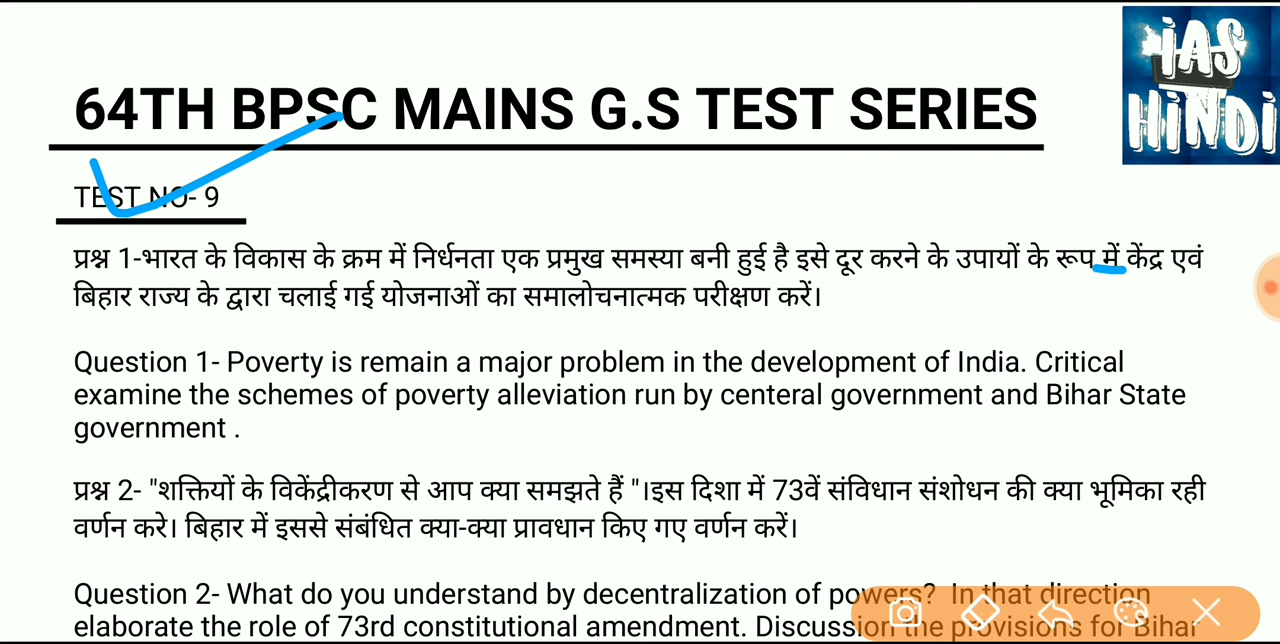 iAS
HiNDi
64TH BPSC MAINS G.S TEST SERIES
TEST NO- 9
प्रश्न 1-भारत के विकास के क्रम में निर्धनता एक प्रमुख समस्या बनी हुई है इसे दूर करने के उपायों के रूप में केंद्र एवं
बिहार राज्य के द्वारा चलाई गई योजनाओं का समालोचनात्मक परीक्षण करें।
Question 1- Poverty is remain a major problem in the development of India. Critical
examine the schemes of poverty alleviation run by centeral government and Bihar State
government .
प्रश्न 2- "शक्तियों के विकेंद्रीकरण से आप क्या समझते हैं "।इस दिशा में 73वें संविधान संशोधन की क्या भूमिका रही
वर्णन करे। बिहार में इससे संबंधित क्या-क्या प्रावधान किए गए वर्णन करें।
Question 2- What do you understand by decentralization of powers? In that direction
elaborate the role of 73rd constitutional amendment. Discussion the provisions for Bihar